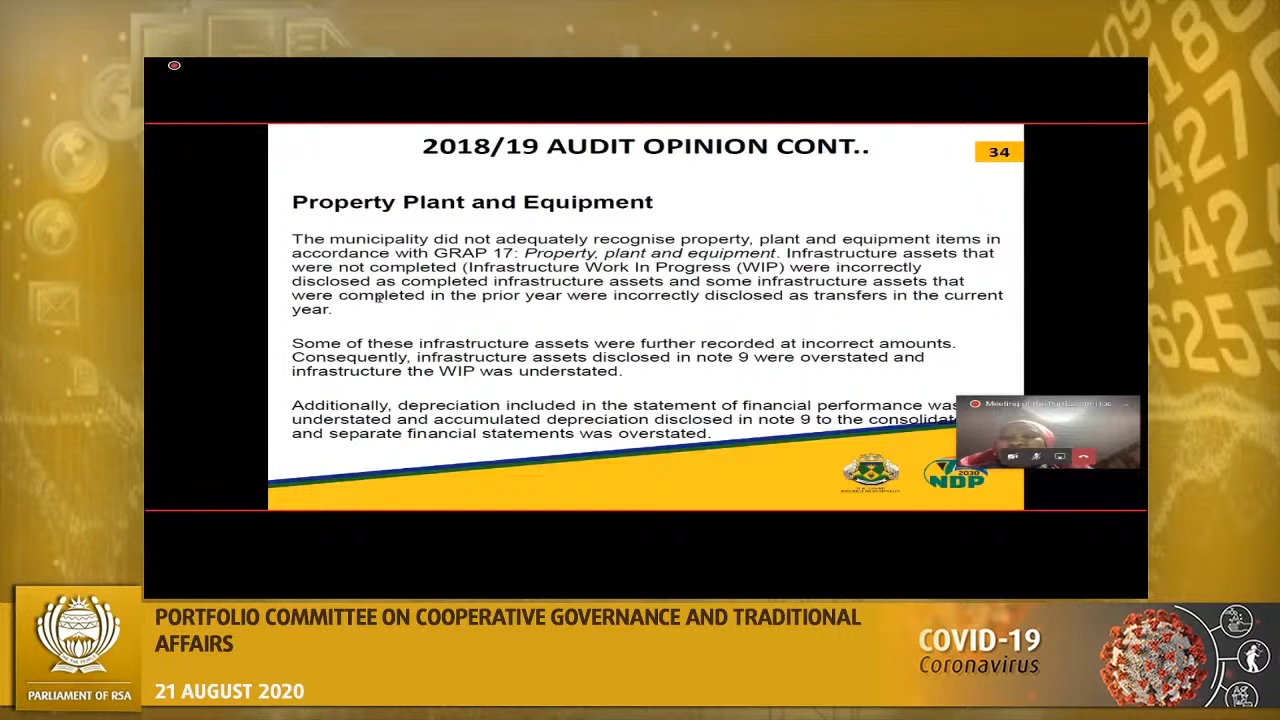 2018/19 AUDIT OPINION CONT..
34
Property Plant and Equipment
The municipality did not adequately recognise property, plant and equipment items in
accordance with GRAP 17: Property, plant and equipment. Infrastructure assets that
were not completed (Infrastructure Work In Progress (WIP) were incorrectly
disclosed as completed infrastructure assets and some infrastructure assets that
were completed in the prior year were incorrectly disclosed as transfers in the current
year.
Some of these infrastructure assets were further recorded at incorrect amounts.
Consequently, infrastructure assets disclosed in note 9 were overstated and
infrastructure the WIP was understated.
Additionally, depreciation included in the statement of financial performance was
understated and accumulated depreciation disclosed in note 9 to the
and separate financial statements was overstated.
Meeting of the
2030
NDP
PORTFOLIO COMMITTEE ON COOPERATIVE GOVERNANCE AND TRADITIONAL
AFFAIRS
21 AUGUST 2020
PARLIAMENT OF RSA
COVID-19
Coronavirus